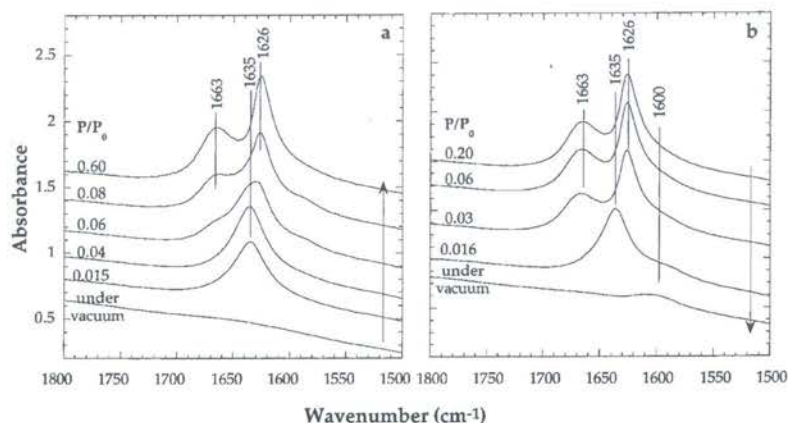 a
1663
1635
1626
P/P0
0.60
0.08
0.06
0.04
0.015
under
vacuum
b
1663
1635
1626
1600
P/P0
0.20
0.06
0.03
0.016
under
vacuum
Absorbance
2.5
2
1.5
1
0.5
1800 1750 1700 1650 1600 1550 1500
1800 1750 1700 1650 1600 1550 1500
Wavenumber (cm-1)